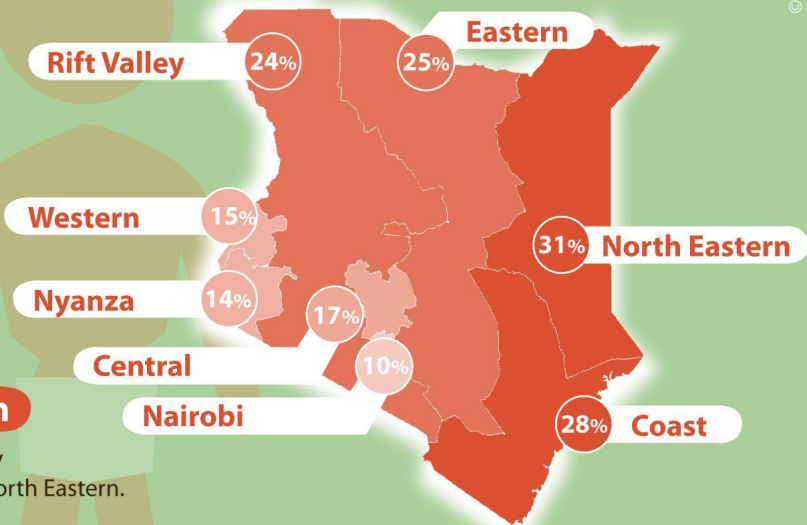 ©
Eastern
25%
Rift Valley
24%
Western
15%
31% North Eastern
Nyanza
14%
17%
Central
10%
Nairobi
28% Coast
North Eastern.